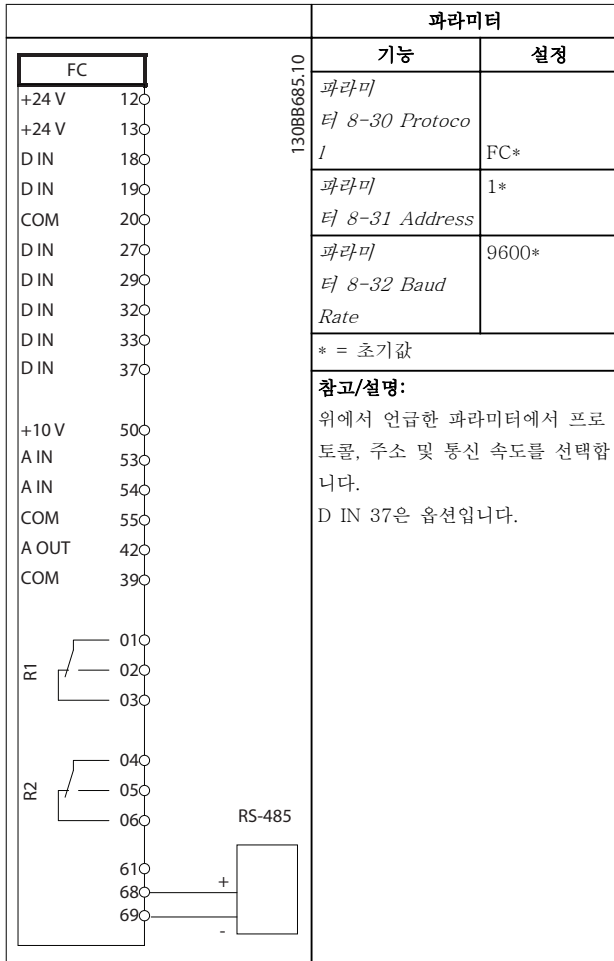 FC
+24 V 12
+24 V 13
D IN 18
D IN 19
COM 20
D IN 27
D IN 29
D IN 32
D IN 33
D IN 37
+10 V 50
A IN 53
A IN 54
COM 55
A OUT 42
COM 39
R1
01
02
03
R2
04
05
06
RS-485
61
68
69
+
-
130BB685.10
파라미터
기능 설정
파라미
터 8-30 Protoco
l FC*
파라미 1*
터 8-31 Address
파라미 9600*
터 8-32 Baud
Rate
* = 초기값
참고/설명:
위에서 언급한 파라미터에서 프로
토콜, 주소 및 통신 속도를 선택합
니다.
D IN 37은 옵션입니다.